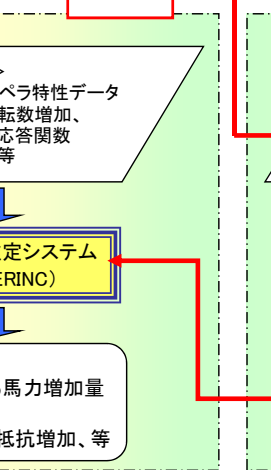 ペラ特性データ
転数増加、
応答関数
等
定システム
ERINC)
馬力増加量
抵抗増加、等